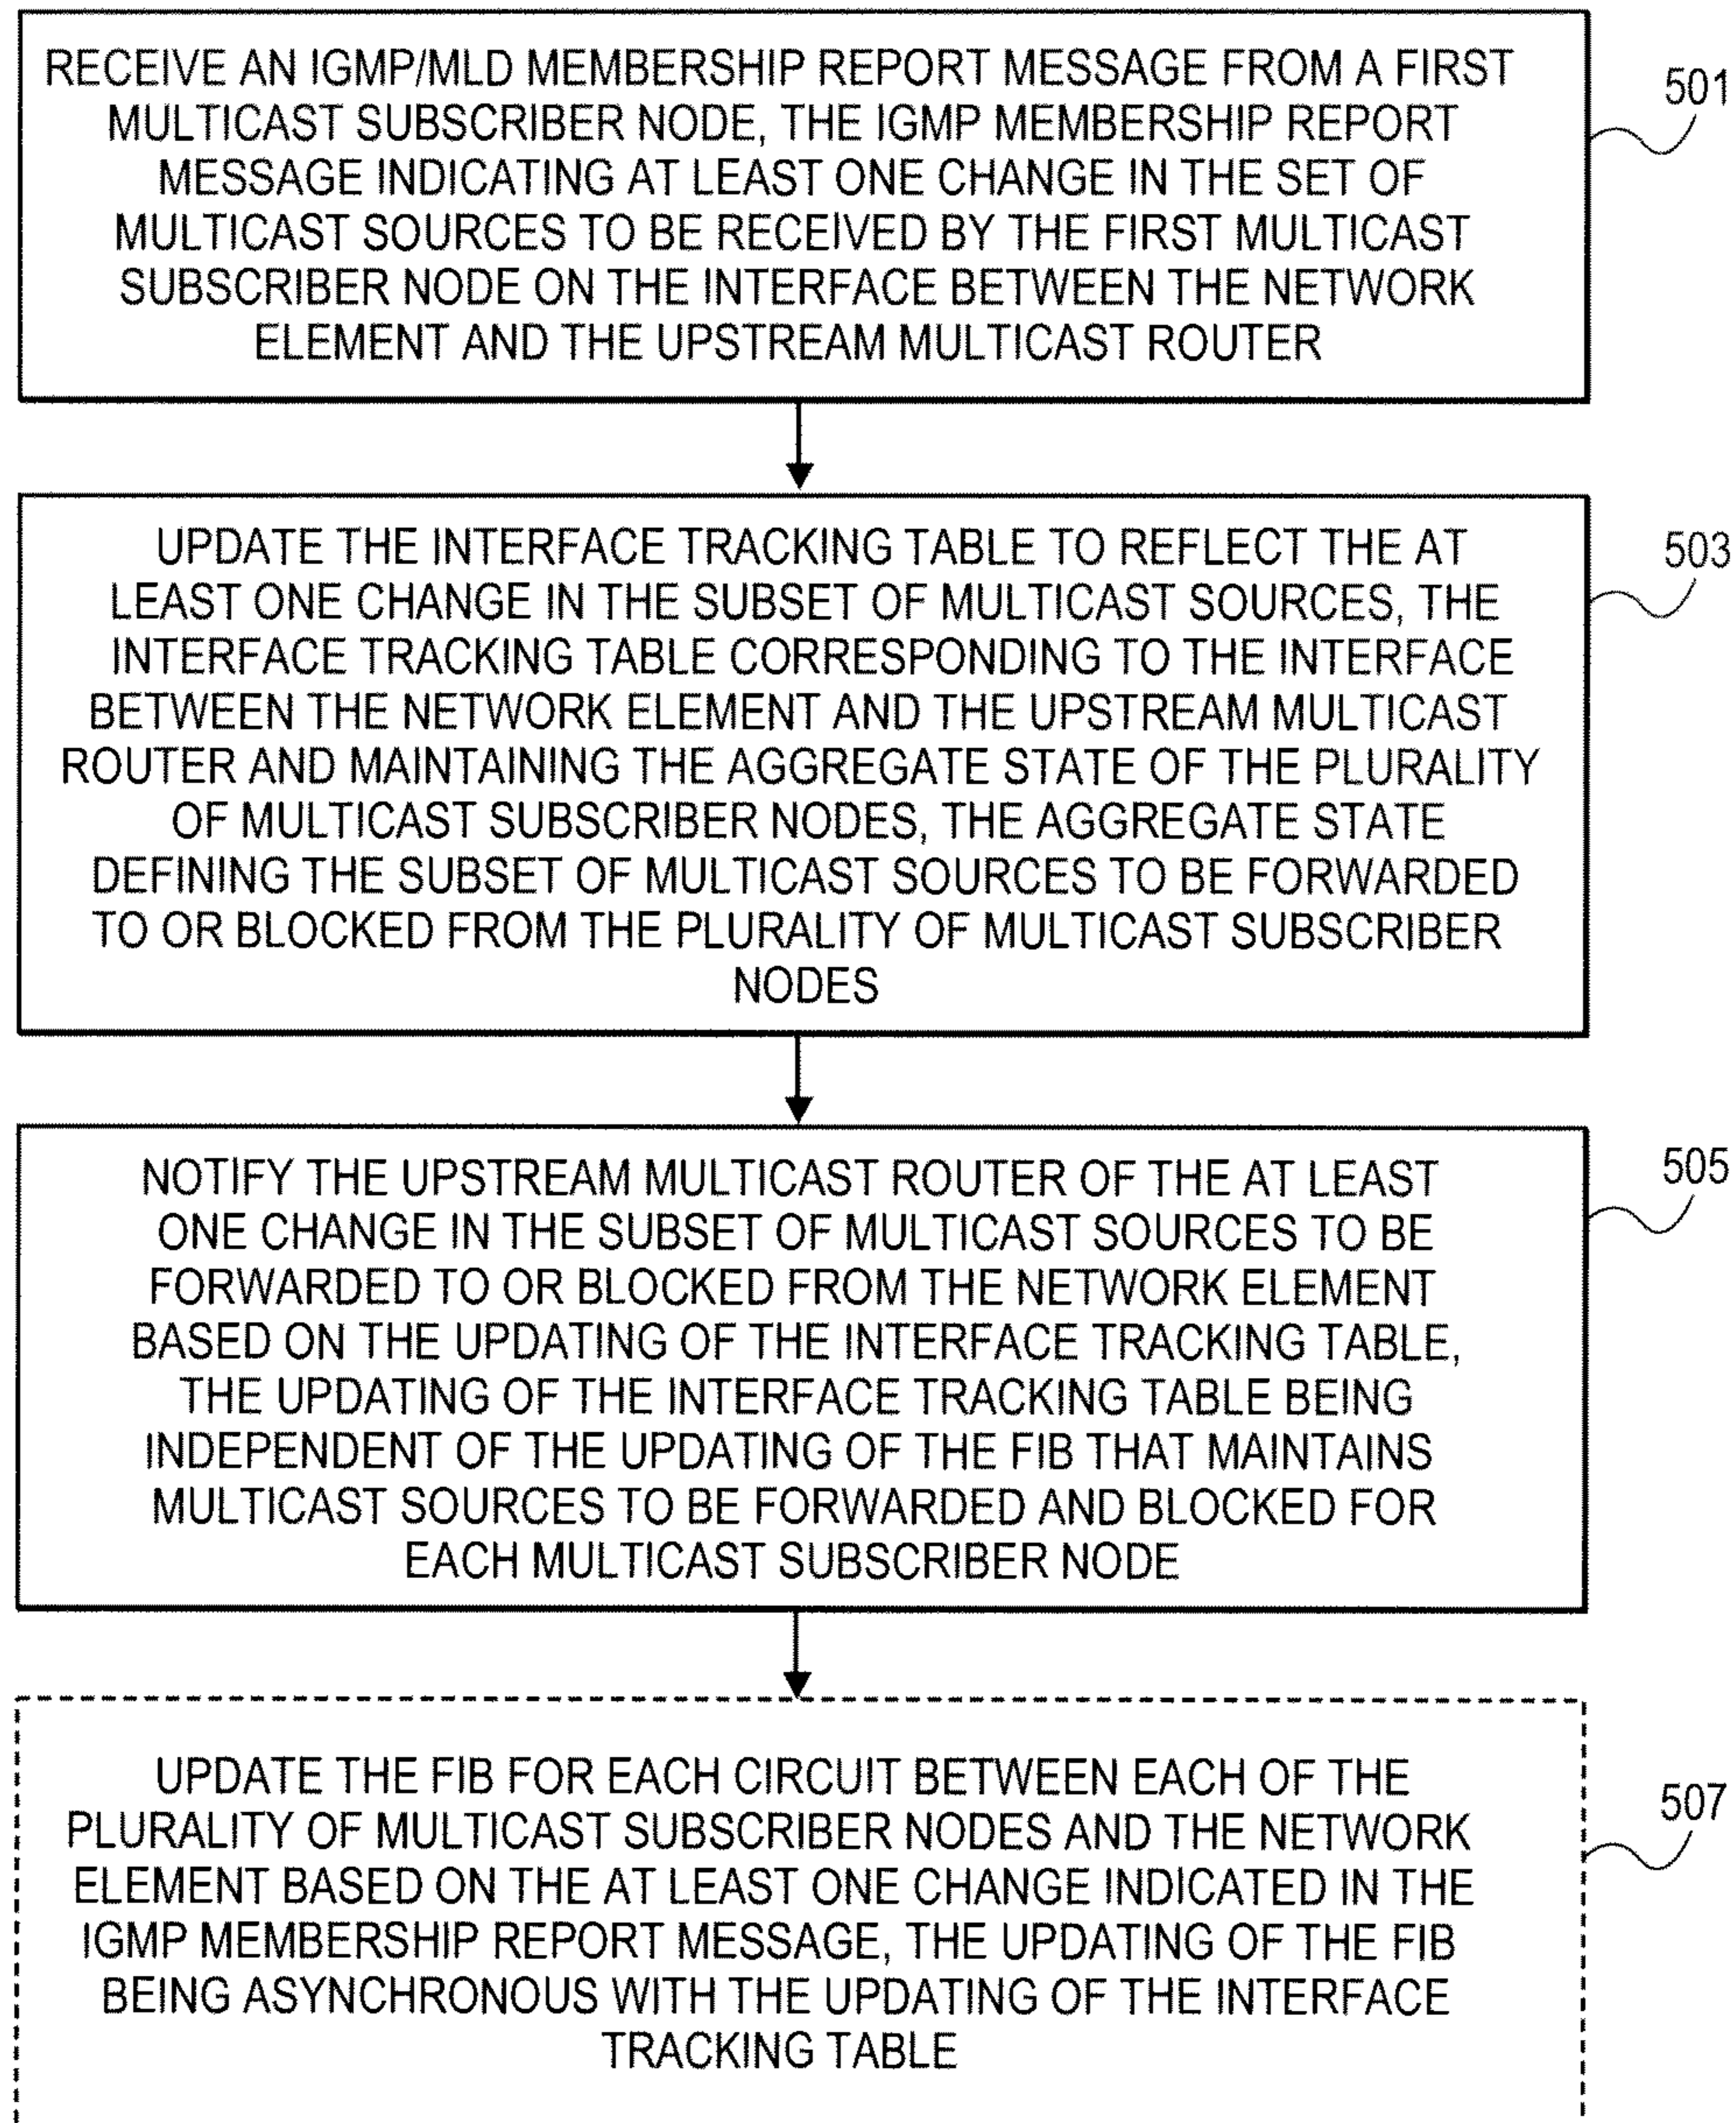 RECEIVE AN IGMP/MLD MEMBERSHIP REPORT MESSAGE FROM A FIRST
MULTICAST SUBSCRIBER NODE, THE IGMP MEMBERSHIP REPORT
MESSAGE INDICATING AT LEAST ONE CHANGE IN THE SET OF
MULTICAST SOURCES TO BE RECEIVED BY THE FIRST MULTICAST
SUBSCRIBER NODE ON THE INTERFACE BETWEEN THE NETWORK
ELEMENT AND THE UPSTREAM MULTICAST ROUTER
501
UPDATE THE INTERFACE TRACKING TABLE TO REFLECT THE AT
LEAST ONE CHANGE IN THE SUBSET OF MULTICAST SOURCES, THE
INTERFACE TRACKING TABLE CORRESPONDING TO THE INTERFACE
BETWEEN THE NETWORK ELEMENT AND THE UPSTREAM MULTICAST
ROUTER AND MAINTAINING THE AGGREGATE STATE OF THE PLURALITY
OF MULTICAST SUBSCRIBER NODES, THE AGGREGATE STATE
DEFINING THE SUBSET OF MULTICAST SOURCES TO BE FORWARDED
TO OR BLOCKED FROM THE PLURALITY OF MULTICAST SUBSCRIBER
NODES
503
NOTIFY THE UPSTREAM MULTICAST ROUTER OF THE AT LEAST
ONE CHANGE IN THE SUBSET OF MULTICAST SOURCES TO BE
FORWARDED TO OR BLOCKED FROM THE NETWORK ELEMENT
BASED ON THE UPDATING OF THE INTERFACE TRACKING TABLE,
THE UPDATING OF THE INTERFACE TRACKING TABLE BEING
INDEPENDENT OF THE UPDATING OF THE FIB THAT MAINTAINS
MULTICAST SOURCES TO BE FORWARDED AND BLOCKED FOR
EACH MULTICAST SUBSCRIBER NODE
505
UPDATE THE FIB FOR EACH CIRCUIT BETWEEN EACH OF THE
PLURALITY OF MULTICAST SUBSCRIBER NODES AND THE NETWORK
ELEMENT BASED ON THE AT LEAST ONE CHANGE INDICATED IN THE
IGMP MEMBERSHIP REPORT MESSAGE, THE UPDATING OF THE FIB
BEING ASYNCHRONOUS WITH THE UPDATING OF THE INTERFACE
TRACKING TABLE
507